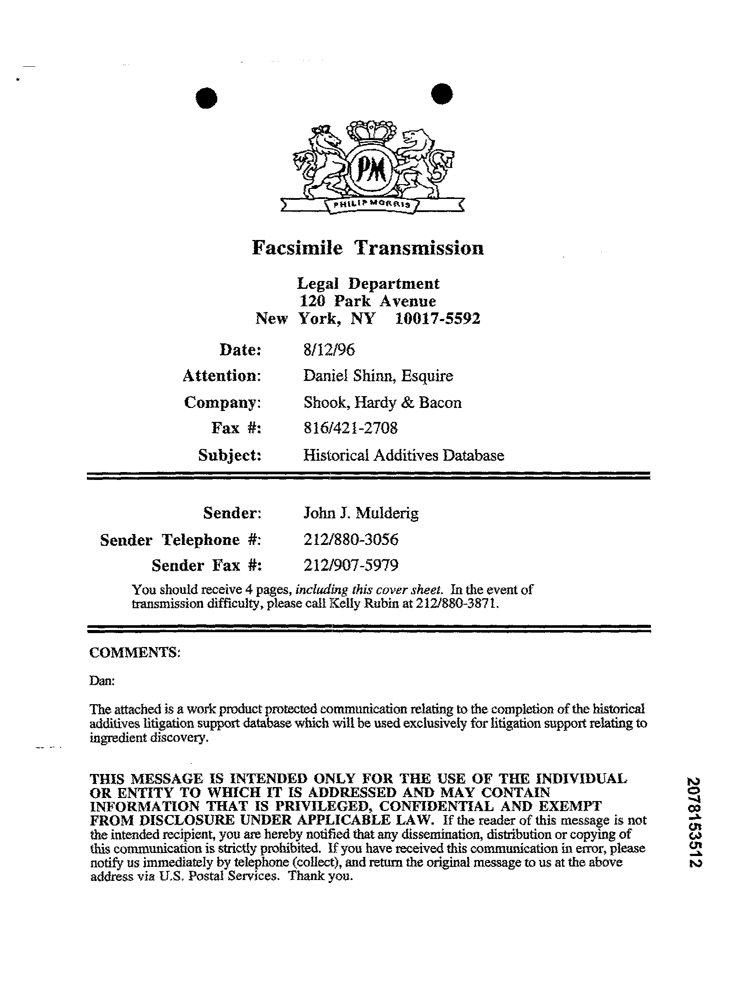 PM
PHILIP MORRIS
Facsimile Transmission
Legal Department
120 Park Avenue
New York, NY 10017-5592
Date: 8/12/96
Attention: Daniel Shinn, Esquire
Company: Shook, Hardy & Bacon
Fax #: 816/421-2708
Subject: Historical Additives Database
Sender: John J. Mulderig
Sender Telephone #: 212/880-3056
Sender Fax #: 212/907-5979
You should receive 4 pages, including this cover sheet. In the event of
transmission difficulty, please call Kelly Rubin at 212/880-3871.
COMMENTS:
Dan:
The attached is a work product protected communication relating to the completion of the historical
additives litigation support database which will be used exclusively for litigation support relating to
ingredient discovery.
THIS MESSAGE IS INTENDED ONLY FOR THE USE OF THE INDIVIDUAL
OR ENTITY TO WHICH IT IS ADDRESSED AND MAY CONTAIN
INFORMATION THAT IS PRIVILEGED, CONFIDENTIAL AND EXEMPT
FROM DISCLOSURE UNDER APPLICABLE LAW. If the reader of this message is not
the intended recipient, you are hereby notified that any dissemination, distribution or copying of
this communication is strictly prohibited. If you have received this communication in error, please
notify us immediately by telephone (collect), and return the original message to us at the above
address via U.S. Postal Services. Thank you.
2078153512